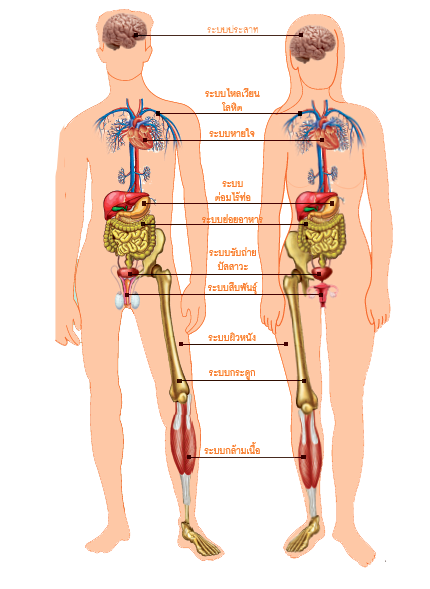 ระบบประสาท
ระบบไหลเวียน
โลหิต
ระบบหายใจ
ระบบ
ต่อมไร้ท่อ
ระบบย่อยอาหาร
ระบบขับถ่าย
ปัสสาวะ
ระบบสืบพันธุ์
ระบบผิวหนัง
ระบบกระดูก
ระบบกล้ามเนื้อ